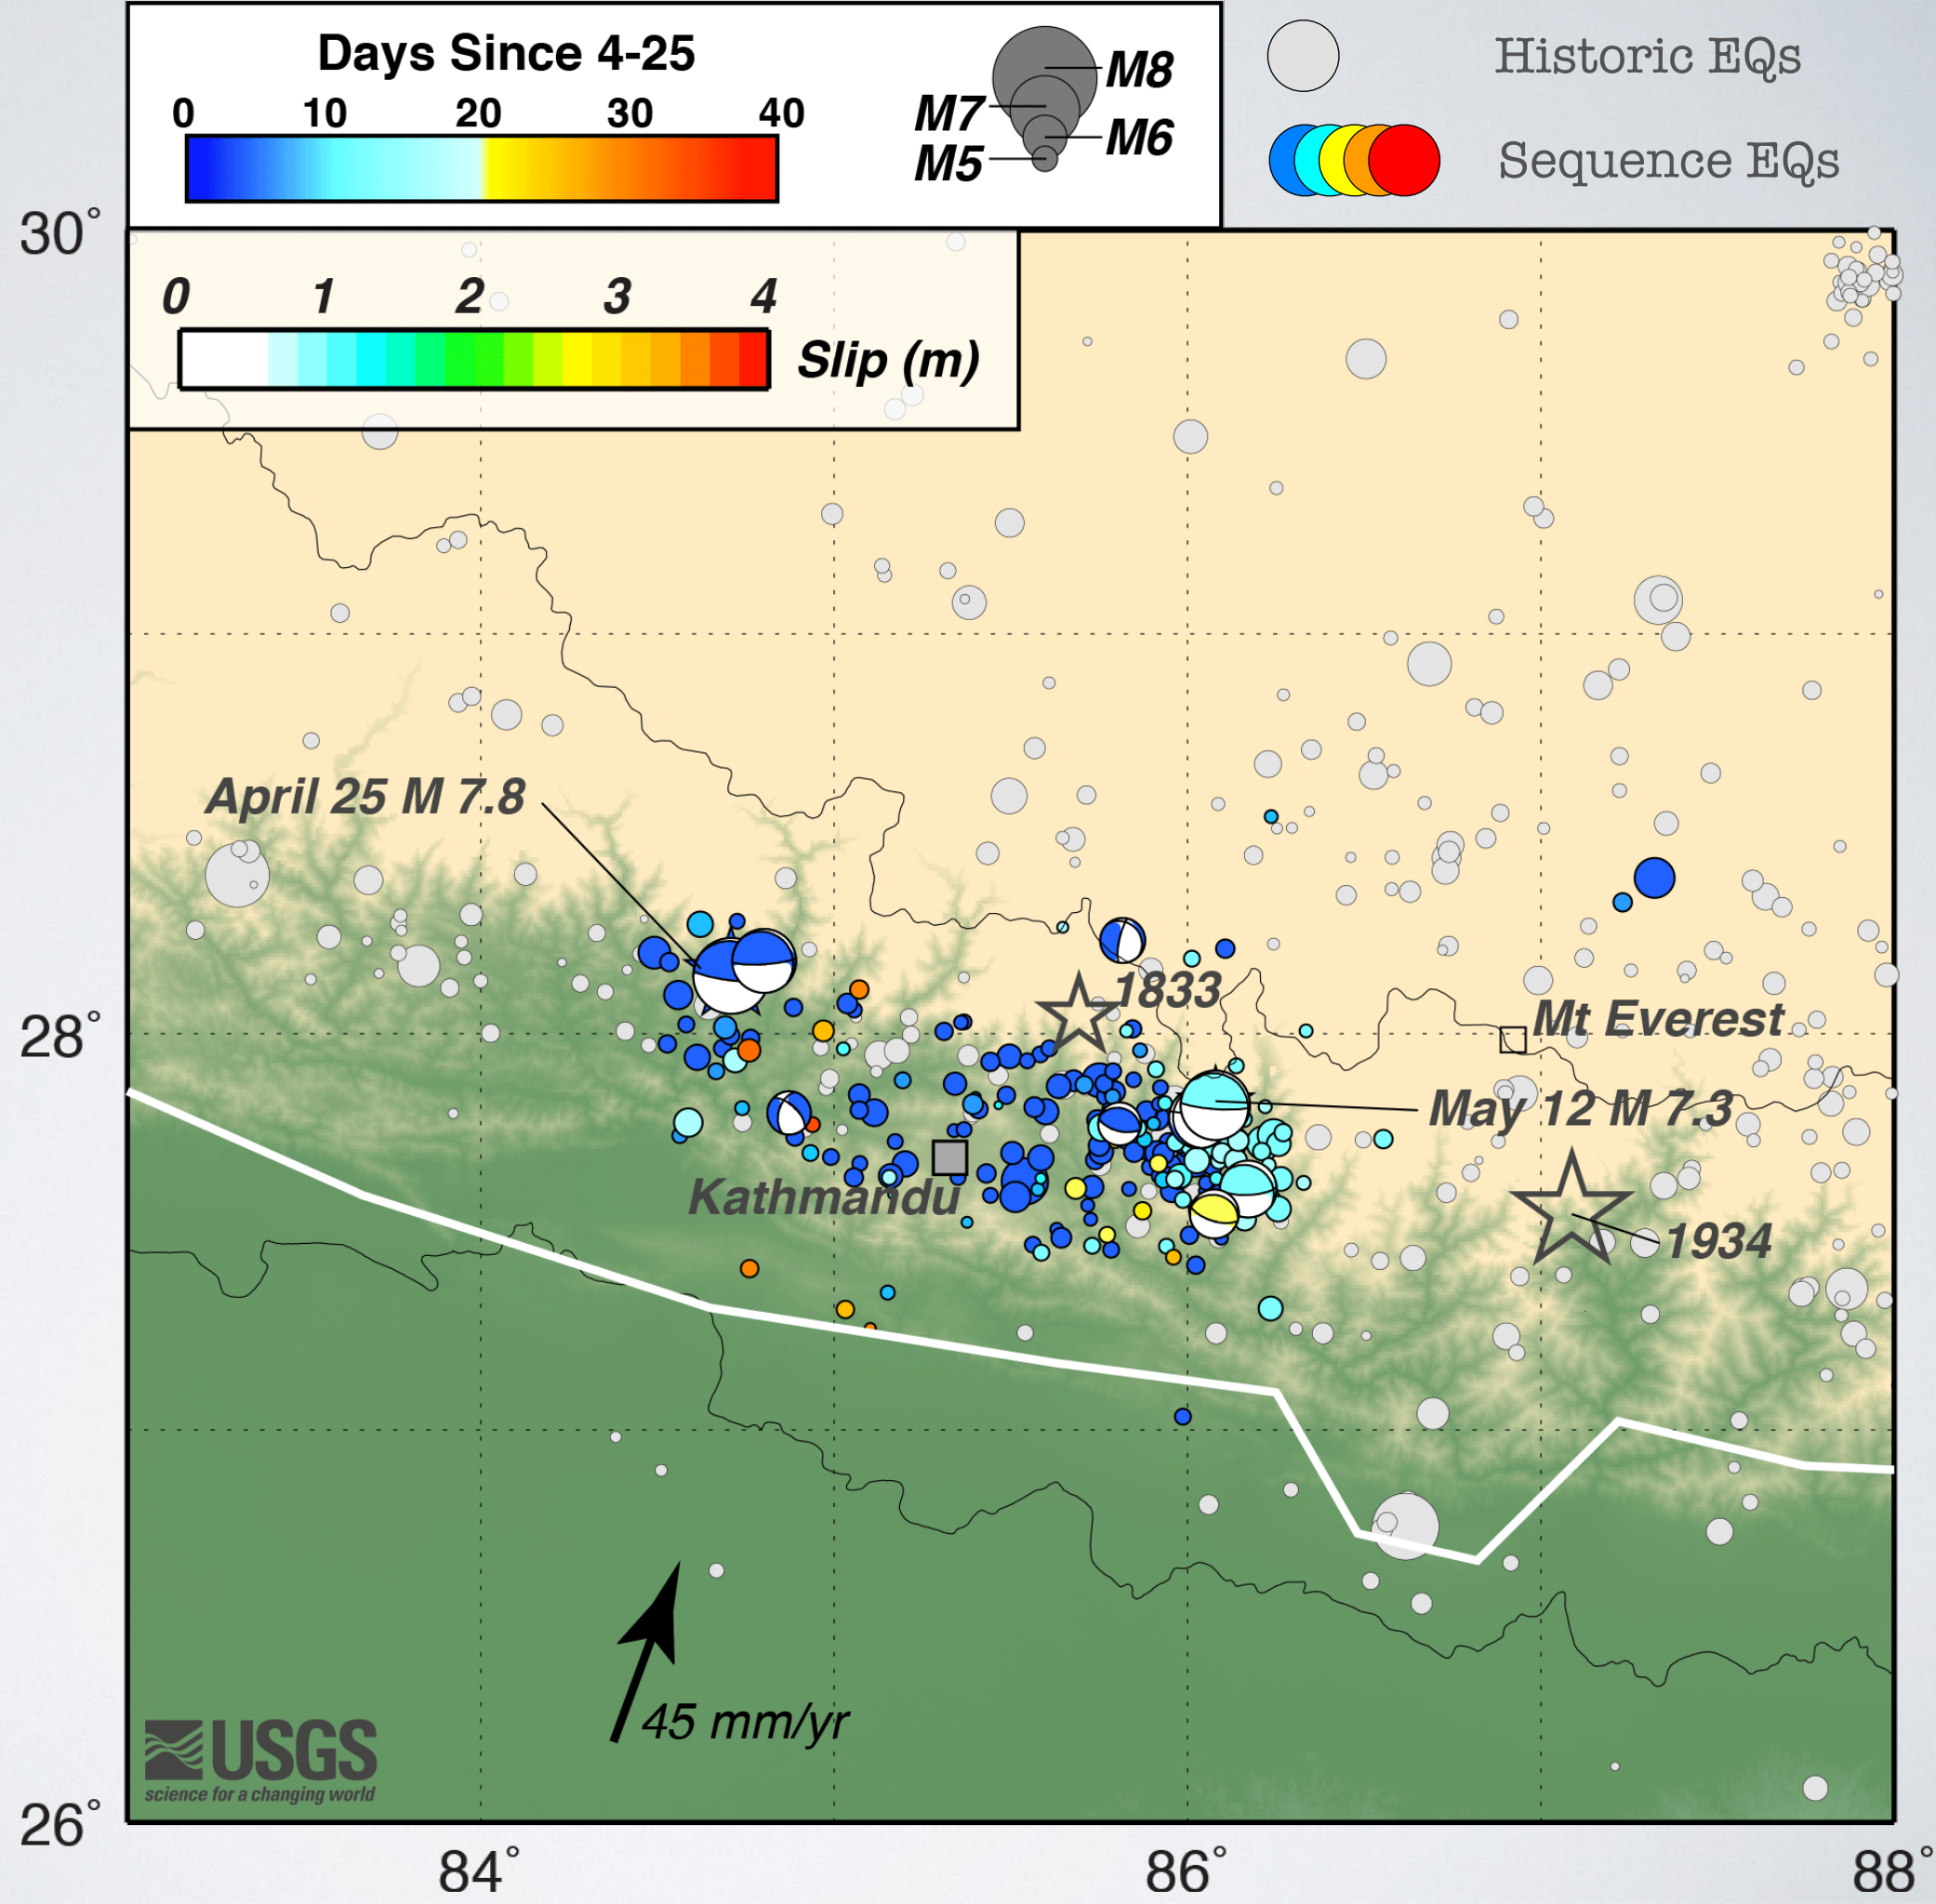 Days Since 4-25
0 10 20 30 40
M8
M7
M6
M5
Historic EQs
Sequence EQs
30°
0 1 2 3 4
Slip (m)
April 25 M 7.8
1833
28°
Mt Everest
May 12 M 7.3
Kathmandu
1934
45 mm/yr
USGS
science for a changing world
26°
84° 86° 88°